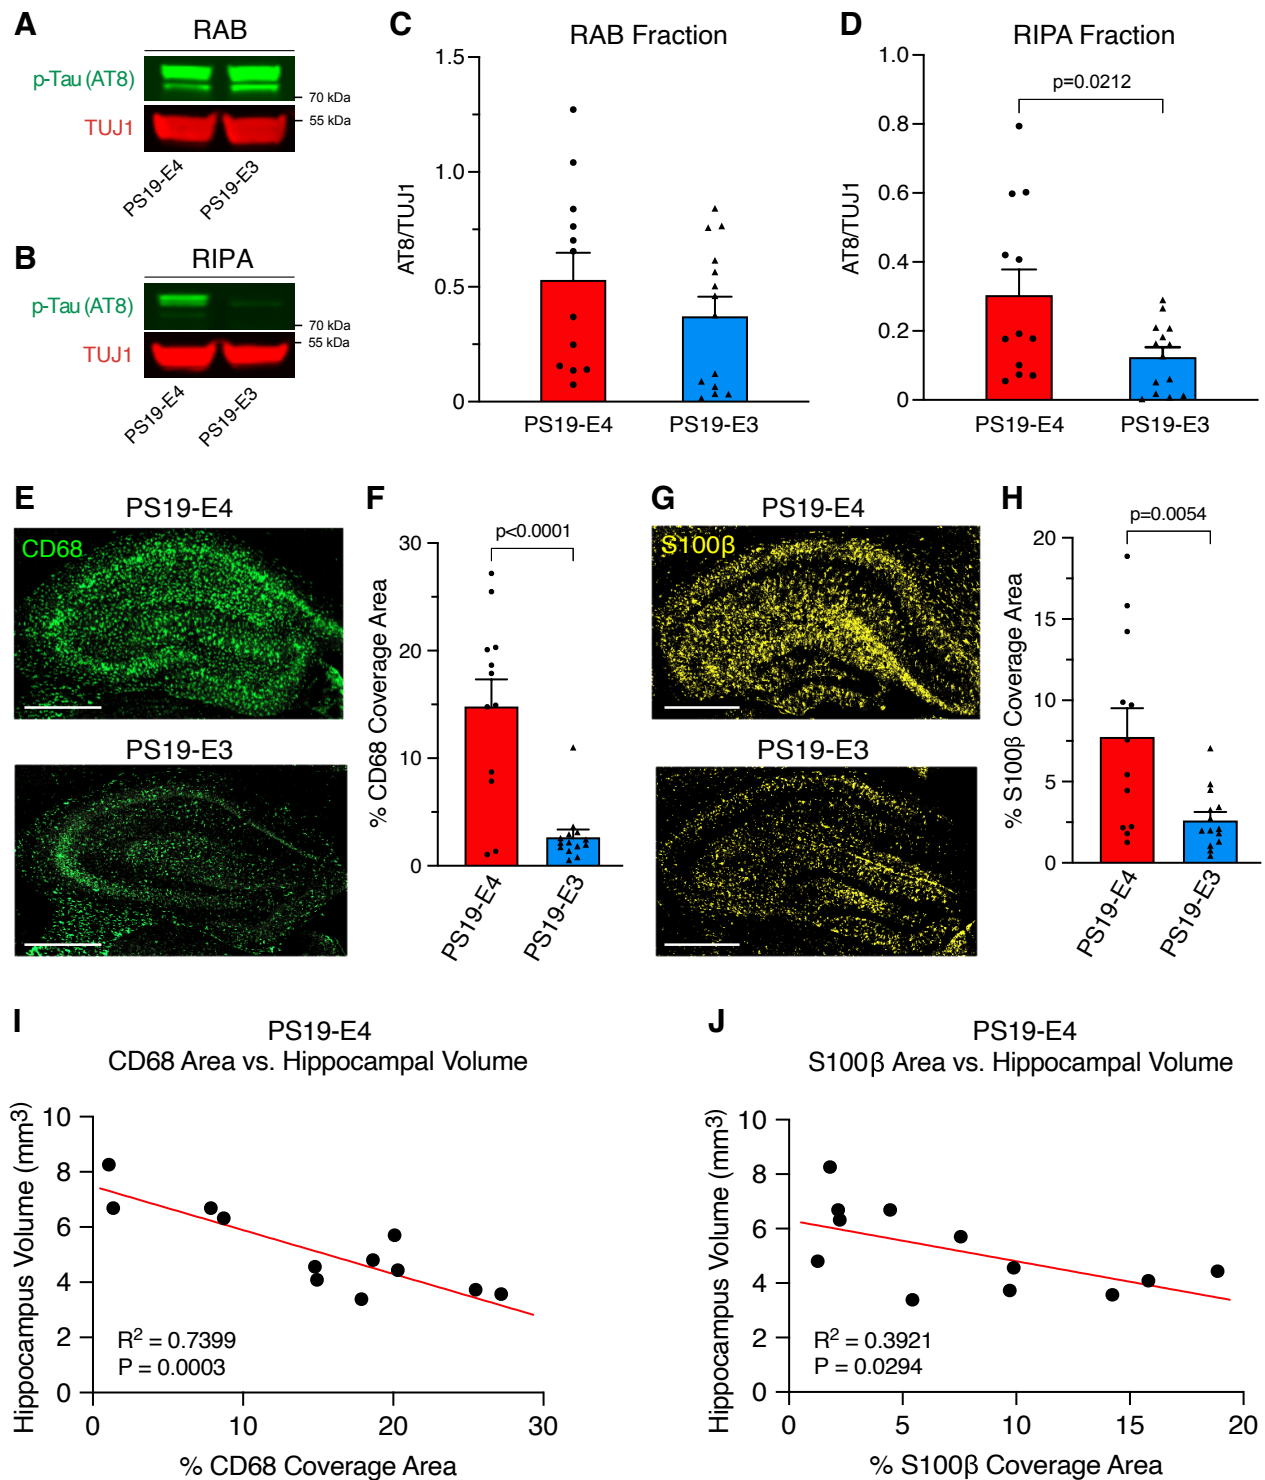 A
RAB
p-Tau (AT8)
70 kDa
55 kDa
TUJ1
PS19-E4
PS19-E3
B
RIPA
p-Tau (AT8)
70 kDa
55 kDa
TUJ1
PS19-E4
PS19-E3
C
RAB Fraction
AT8/TUJ1
1.5
1.0
0.5
0
PS19-E4
PS19-E3
D
RIPA Fraction
p=0.0212
AT8/TUJ1
1.0
0.8
0.6
0.4
0.2
0
PS19-E4
PS19-E3
E
PS19-E4
CD68
PS19-E3
F
p<0.0001
% CD68 Coverage Area
30
20
10
0
PS19-E4
PS19-E3
G
PS19-E4
S100β
PS19-E3
H
p=0.0054
% S100β Coverage Area
20
15
10
5
0
PS19-E4
PS19-E3
I
PS19-E4
CD68 Area vs. Hippocampal Volume
Hippocampus Volume (mm³)
10
8
6
4
2
0
R² = 0.7399
P = 0.0003
0 10 20 30
% CD68 Coverage Area
J
PS19-E4
S100β Area vs. Hippocampal Volume
Hippocampus Volume (mm³)
10
8
6
4
2
0
R² = 0.3921
P = 0.0294
0 5 10 15 20
% S100β Coverage Area